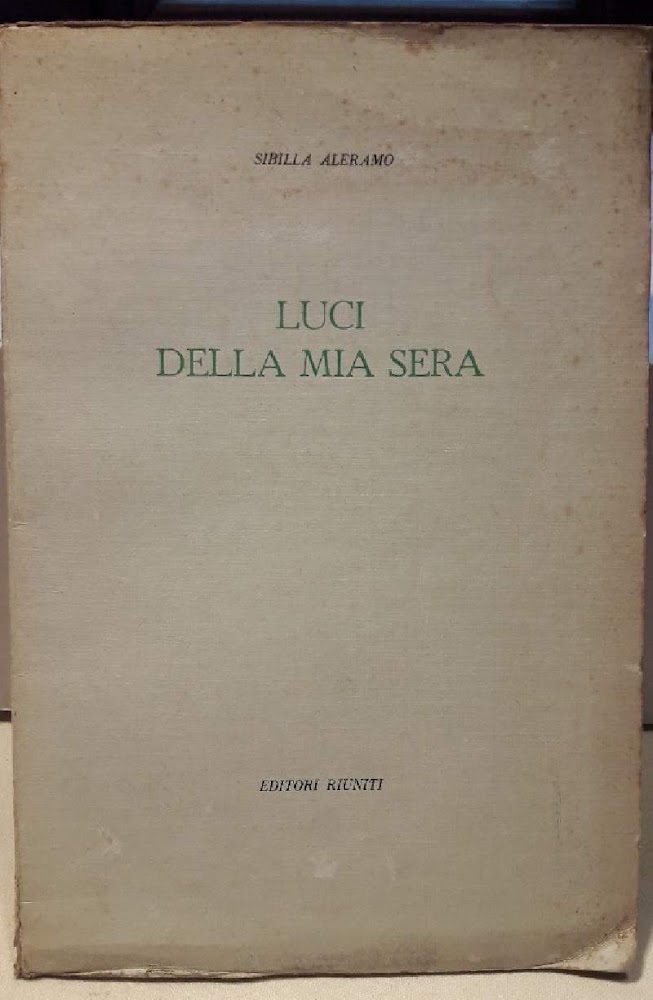 SIBILLA ALERAMO
LUCI
DELLA MIA SERA
EDITORI RIUNITI